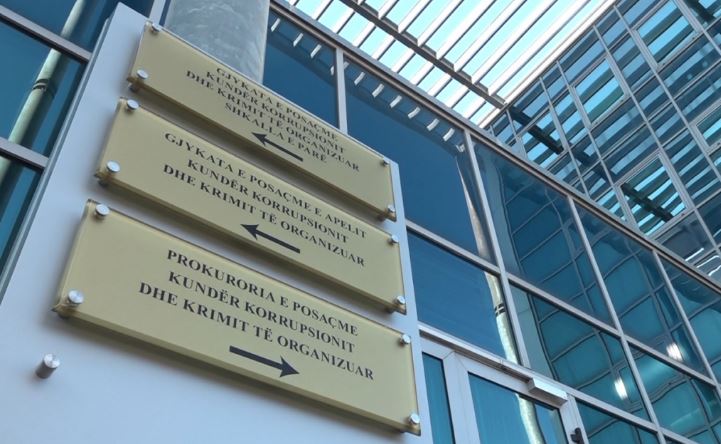 GJYKATA E POSAÇME
KUNDËR KORRUPSIONIT
DHE KRIMIT TË ORGANIZUAR
SHKALLA E PARË
GJYKATA E POSAÇME E APELIT
KUNDËR KORRUPSIONIT
DHE KRIMIT TË ORGANIZUAR
PROKURORIA E POSAÇME
KUNDËR KORRUPSIONIT
DHE KRIMIT TË ORGANIZUAR